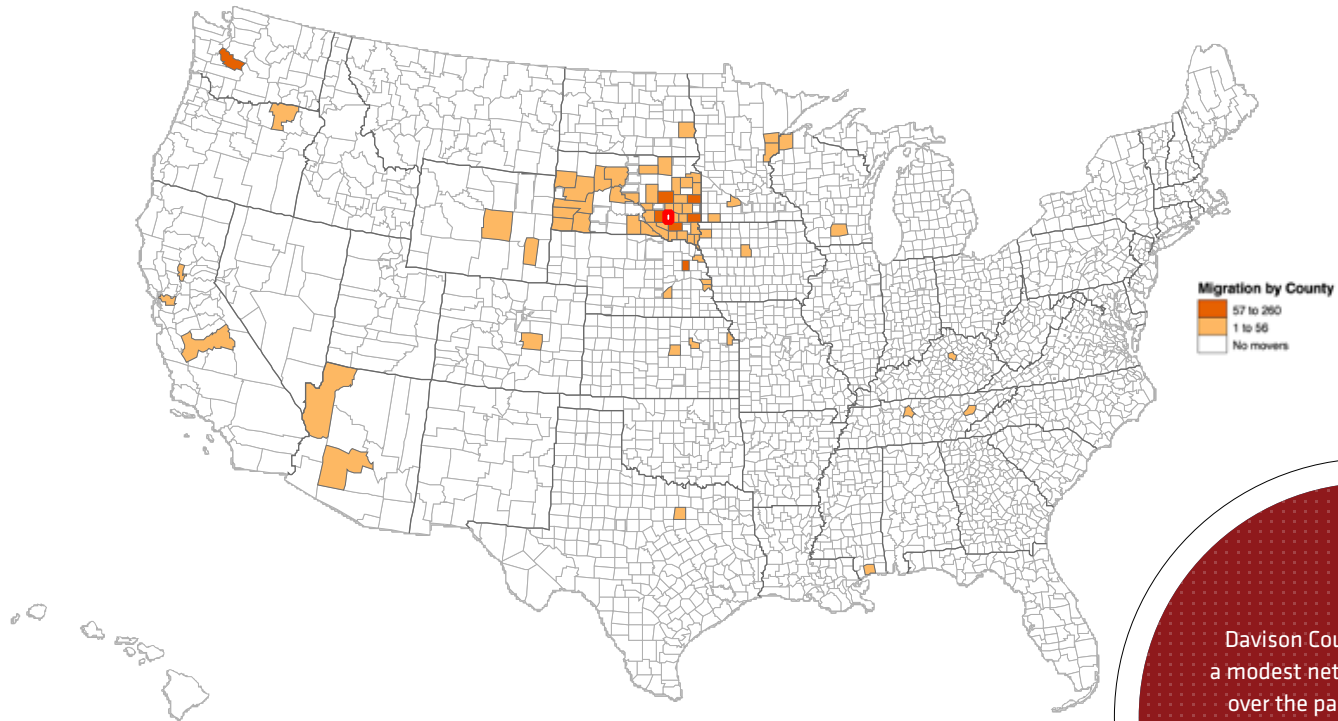 Migration by County
57 to 260
1 to 56
No movers
Davison Cou
a modest net
over the pa